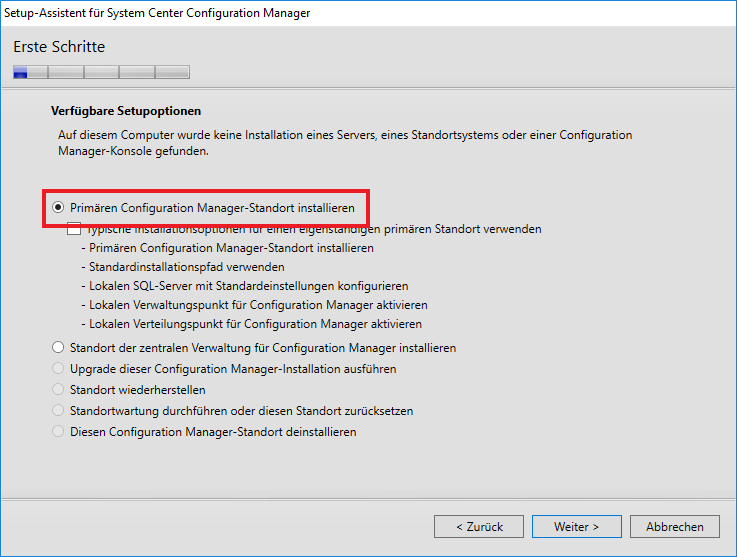 Setup-Assistent für System Center Configuration Manager
Erste Schritte
Verfügbare Setupoptionen
Auf diesem Computer wurde keine Installation eines Servers, eines Standortsystems oder einer Configuration
Manager-Konsole gefunden.
Primären Configuration Manager-Standort installieren
Typische Installationsoptionen für einen eigenständigen primären Standort verwenden
- Primären Configuration Manager-Standort installieren
- Standardinstallationspfad verwenden
- Lokalen SQL-Server mit Standardeinstellungen konfigurieren
- Lokalen Verwaltungspunkt für Configuration Manager aktivieren
- Lokalen Verteilungspunkt für Configuration Manager aktivieren
Standort der zentralen Verwaltung für Configuration Manager installieren
Upgrade dieser Configuration Manager-Installation ausführen
Standort wiederherstellen
Standortwartung durchführen oder diesen Standort zurücksetzen
Diesen Configuration Manager-Standort deinstallieren
< Zurück
Weiter >
Abbrechen